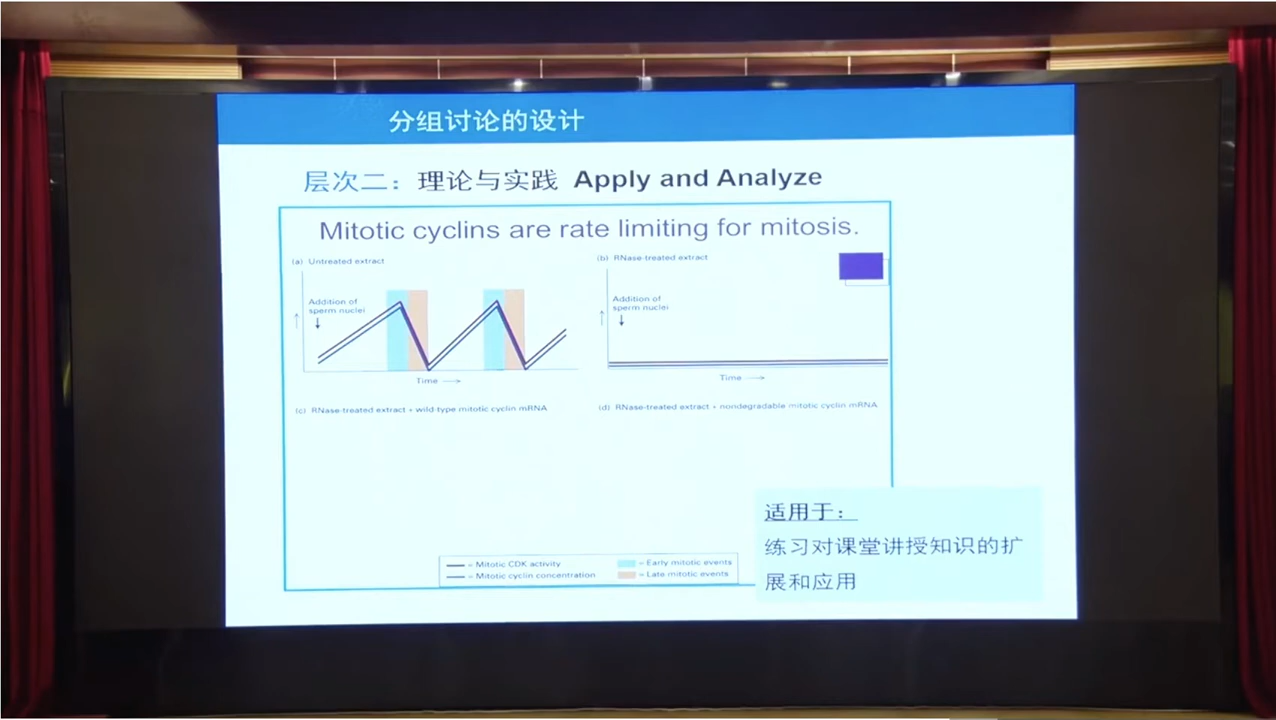 分组讨论的设计
层次二：理论与实践 Apply and Analyze
Mitotic cyclins are rate limiting for mitosis.
(a) Untreated extract
Addition of
sperm nuclei
Time
(b) RNase-treated extract
Addition of
sperm nuclei
Time
(c) RNase-treated extract + wild-type mitotic cyclin mRNA
(d) RNase-treated extract + nondegradable mitotic cyclin mRNA
= Mitotic CDK activity
= Mitotic cyclin concentration
= Early mitotic events
= Late mitotic events
适用于：
练习对课堂讲授知识的扩
展和应用